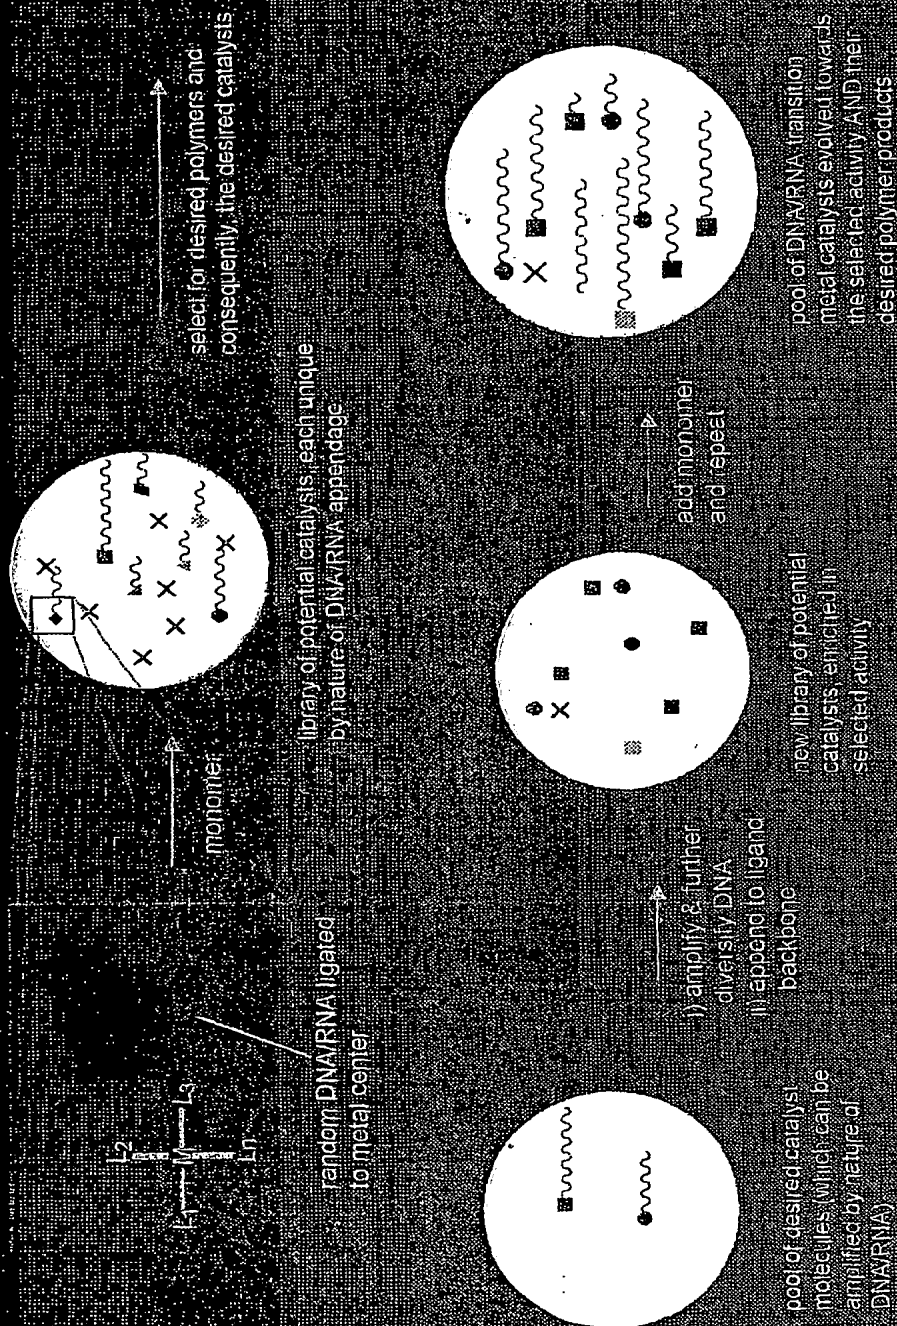 L1
L2
M
L3
Ln
random DNA/RNA ligated
to metal center
monomer
library of potential catalysts, each unique
by nature of DNA/RNA appendage
select for desired polymers and
consequently, the desired catalysts
pool of desired catalyst
molecules (which can be
amplified by nature of
DNA/RNA)
i) amplify & further
diversity DNA
ii) append to ligand
backbone
new library of potential
catalysts, enriched in
selected activity
add monomer
and repeat
pool of DNA/RNA transition
metal catalysts evolved towards
the selected activity AND their
desired polymer products